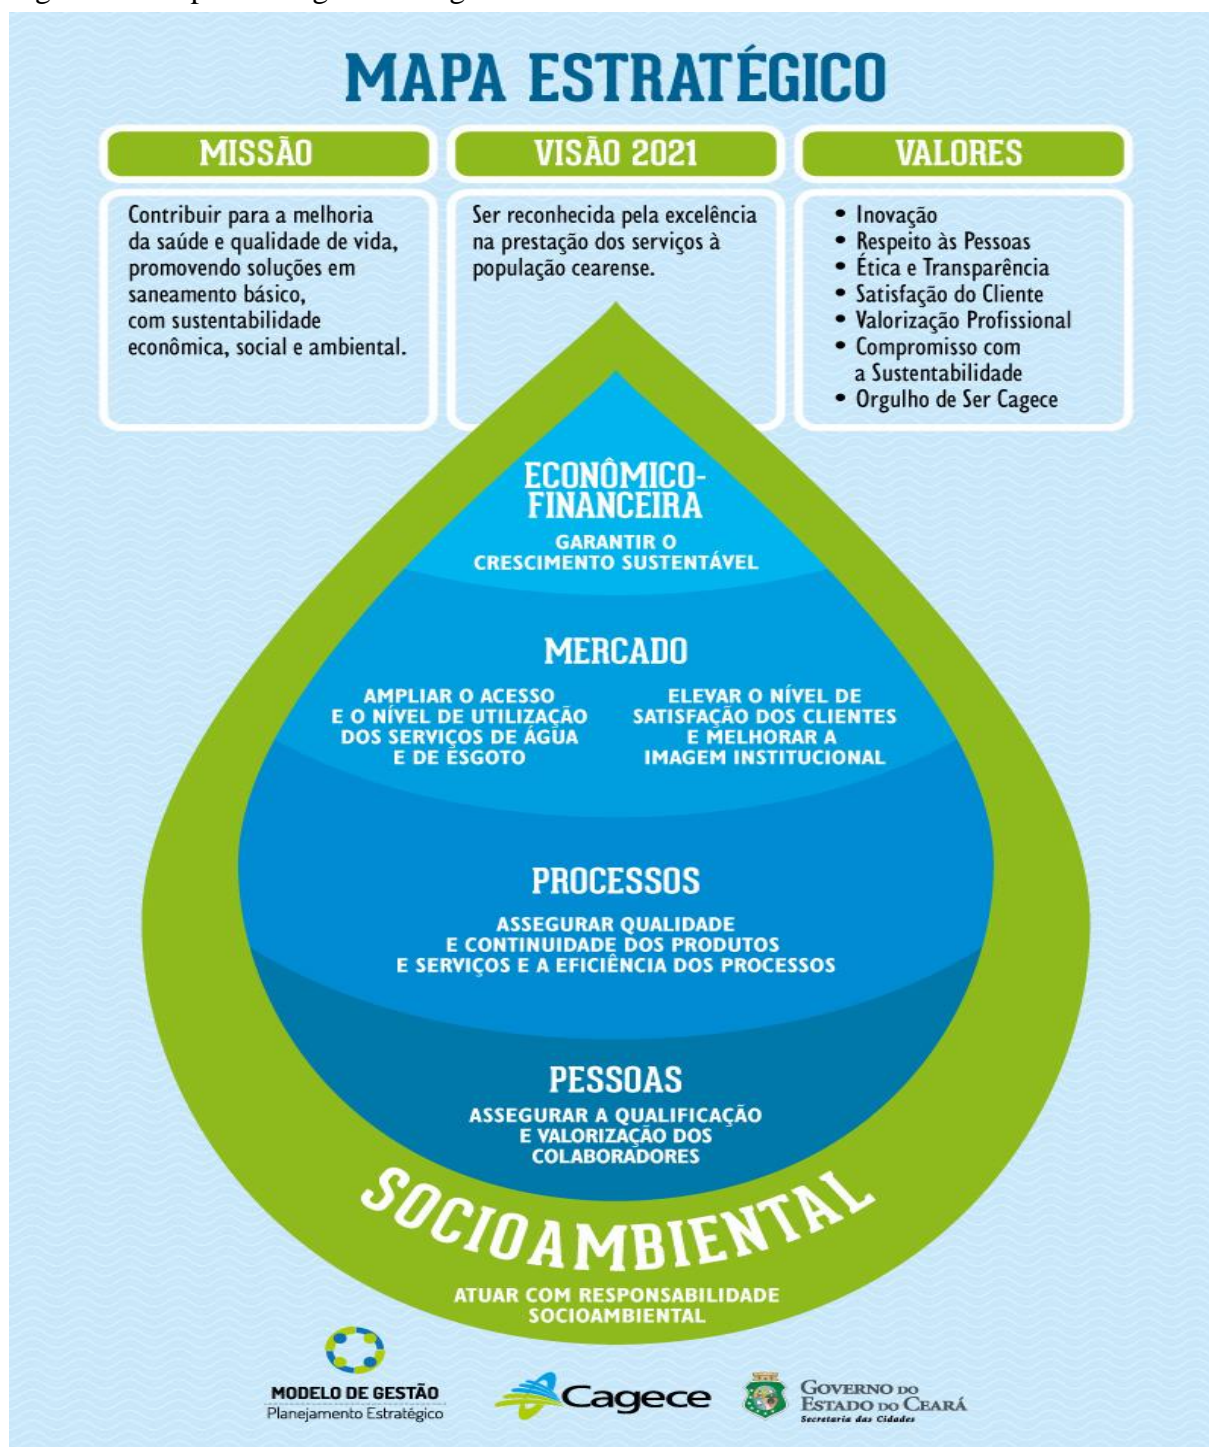 MAPA ESTRATÉGICO
MISSÃO
Contribuir para a melhoria
da saúde e qualidade de vida,
promovendo soluções em
saneamento básico,
com sustentabilidade
econômica, social e ambiental.
VISÃO 2021
Ser reconhecida pela excelência
na prestação dos serviços à
população cearense.
VALORES
• Inovação
• Respeito às Pessoas
• Ética e Transparência
• Satisfação do Cliente
• Valorização Profissional
• Compromisso com
a Sustentabilidade
• Orgulho de Ser Cagece
ECONÔMICO-
FINANCEIRA
GARANTIR O
CRESCIMENTO SUSTENTÁVEL
MERCADO
AMPLIAR O ACESSO
E O NÍVEL DE UTILIZAÇÃO
DOS SERVIÇOS DE ÁGUA
E DE ESGOTO
ELEVAR O NÍVEL DE
SATISFAÇÃO DOS CLIENTES
E MELHORAR A
IMAGEM INSTITUCIONAL
PROCESSOS
ASSEGURAR QUALIDADE
E CONTINUIDADE DOS PRODUTOS
E SERVIÇOS E A EFICIÊNCIA DOS PROCESSOS
PESSOAS
ASSEGURAR A QUALIFICAÇÃO
E VALORIZAÇÃO DOS
COLABORADORES
SOCIOAMBIENTAL
ATUAR COM RESPONSABILIDADE
SOCIOAMBIENTAL
MODELO DE GESTÃO
Planejamento Estratégico
Cagece
GOVERNO DO
ESTADO DO CEARÁ
Secretaria das Cidades